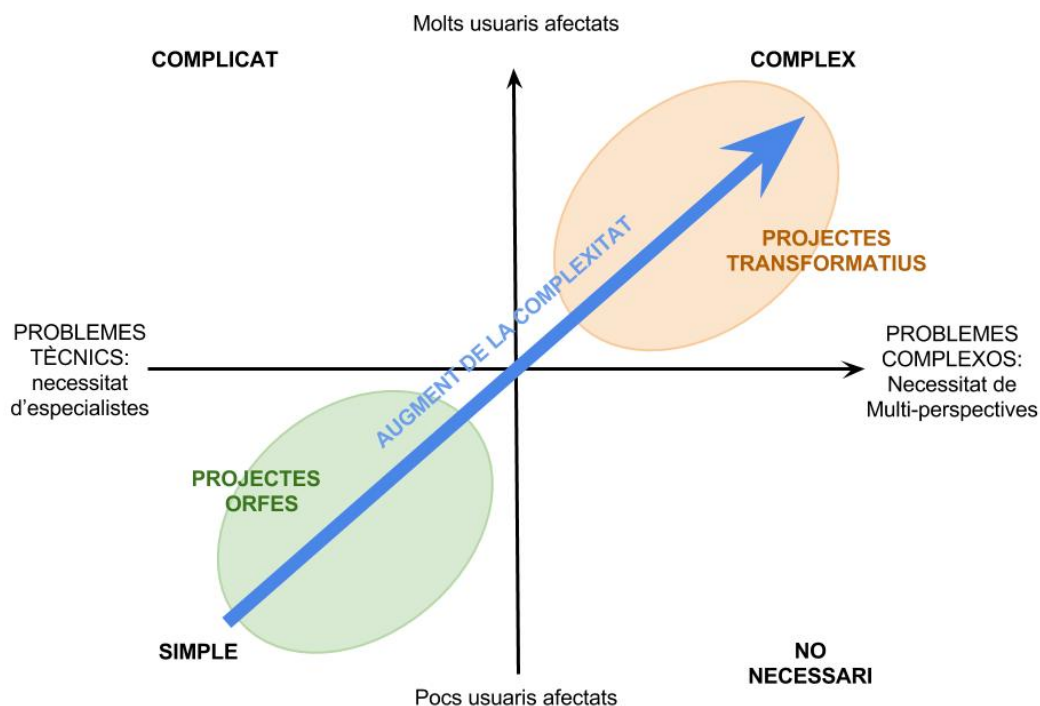 Molts usuaris afectats
COMPLICAT
COMPLEX
PROJECTES
TRANSFORMATIUS
AUGMENT DE LA COMPLEXITAT
PROBLEMES
TÈCNICS:
necessitat
d'especialistes
PROBLEMES
COMPLEXOS:
Necessitat de
Multi-perspectives
PROJECTES
ORFES
SIMPLE
NO
NECESSARI
Pocs usuaris afectats